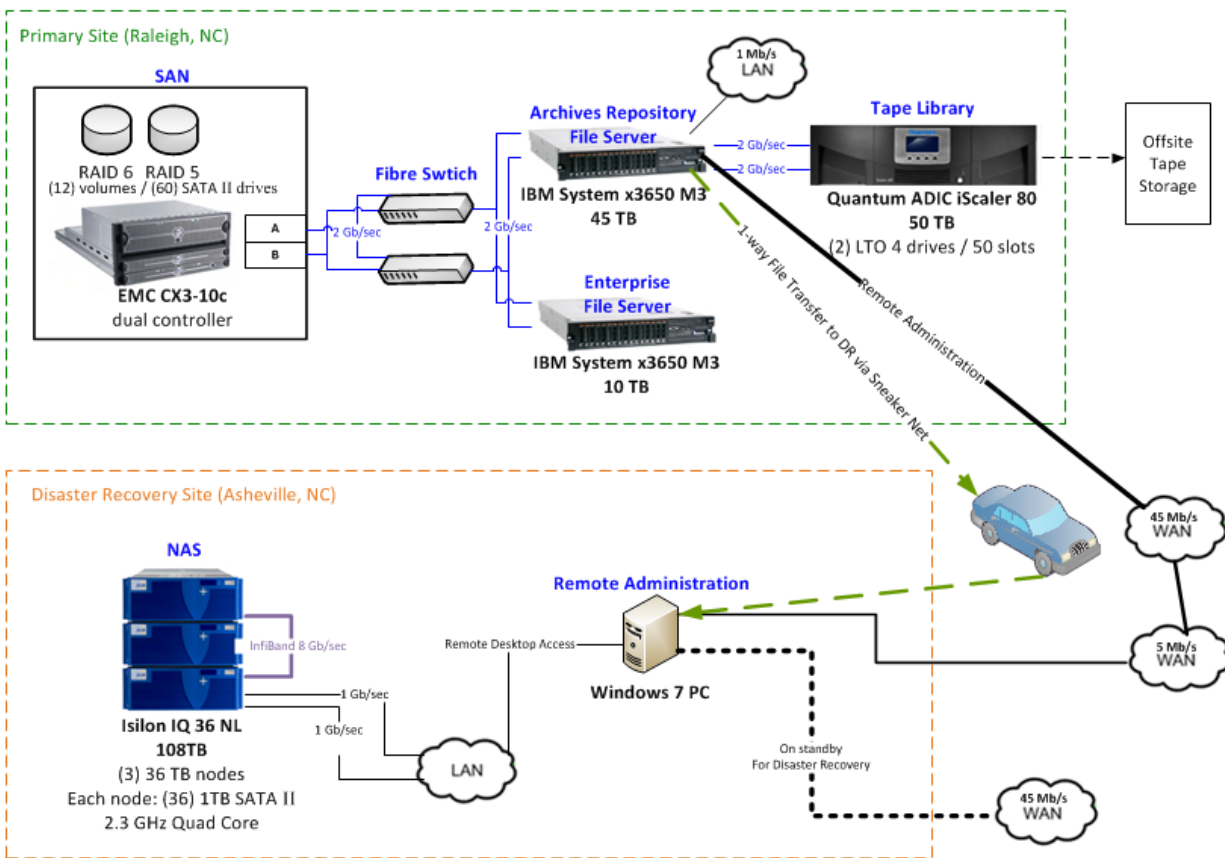 Primary Site (Raleigh, NC)
SAN
RAID 6 RAID 5
(12) volumes / (60) SATA II drives
A
B
EMC CX3-10c
dual controller
Fibre Swtich
2 Gb/sec
2 Gb/sec
Archives Repository
File Server
IBM System x3650 M3
45 TB
Enterprise
File Server
IBM System x3650 M3
10 TB
1 Mb/s
LAN
2 Gb/sec
2 Gb/sec
Tape Library
Quantum ADIC iScaler 80
50 TB
(2) LTO 4 drives / 50 slots
Offsite
Tape
Storage
1-way File Transfer to DR via Sneaker Net
Remote Administration
45 Mb/s
WAN
5 Mb/s
WAN
Disaster Recovery Site (Asheville, NC)
NAS
InfiBand 8 Gb/sec
1 Gb/sec
1 Gb/sec
Isilon IQ 36 NL
108TB
(3) 36 TB nodes
Each node: (36) 1TB SATA II
2.3 GHz Quad Core
LAN
Remote Desktop Access
Remote Administration
Windows 7 PC
On standby
For Disaster Recovery
45 Mb/s
WAN